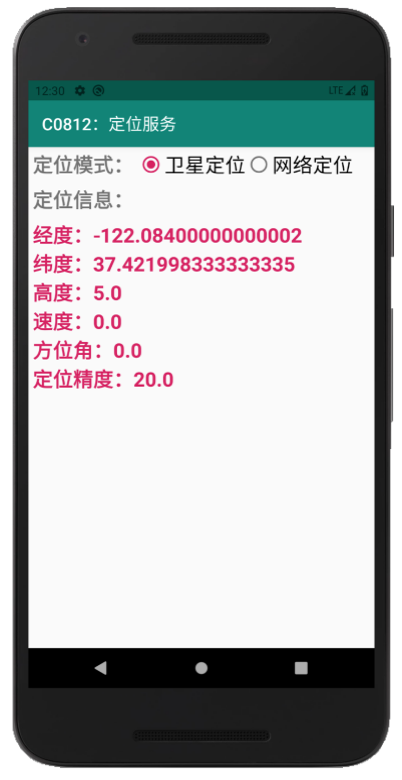 12:30 LTE
C0812：定位服务
定位模式： 卫星定位 网络定位
定位信息：
经度：-122.08400000000002
纬度：37.421998333333335
高度：5.0
速度：0.0
方位角：0.0
定位精度：20.0